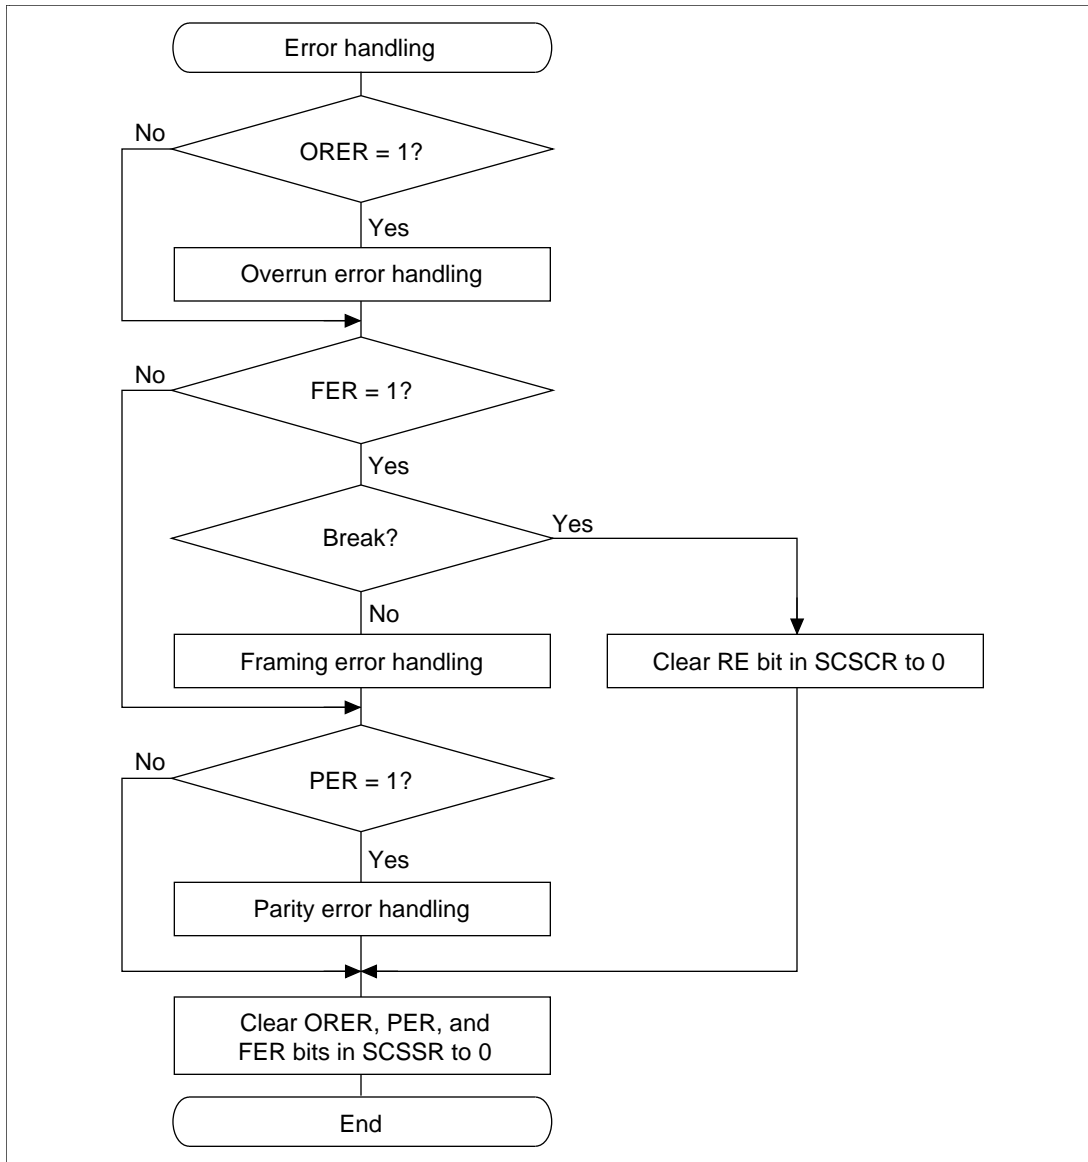 Error handling
No
ORER = 1?
Yes
Overrun error handling
No
FER = 1?
Yes
Break?
Yes
No
Framing error handling
Clear RE bit in SCSCR to 0
No
PER = 1?
Yes
Parity error handling
Clear ORER, PER, and
FER bits in SCSSR to 0
End